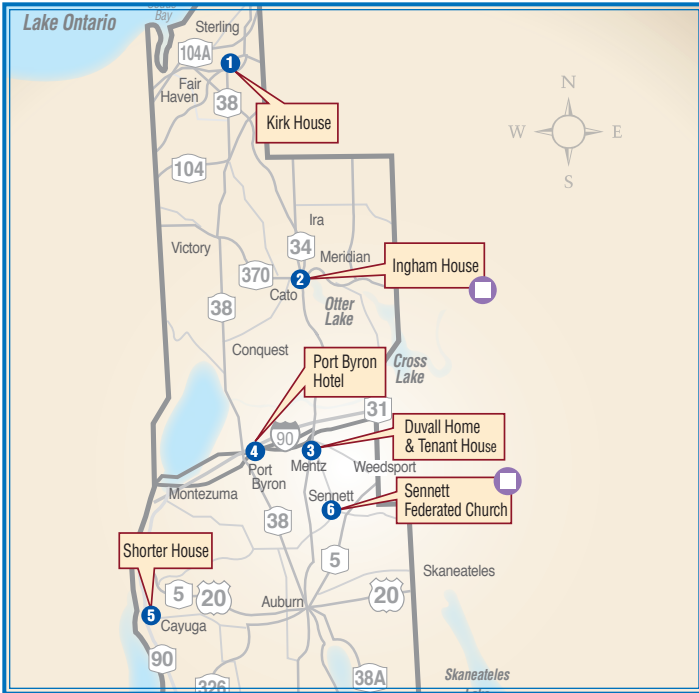 Bay
Lake Ontario
Sterling
104A
1
Fair
Haven
38
Kirk House
N
W
E
S
104
Ira
34
Victory
Meridian
Ingham House
370
2
Cato
38
Otter
Lake
Conquest
Port Byron
Hotel
Cross
Lake
31
90
Duvall Home
& Tenant House
4
3
Port
Byron
Mentz
Weedsport
Montezuma
Sennett
Sennett
Federated Church
6
38
Shorter House
5
Skaneateles
5
20
Auburn
20
5
Cayuga
90
326
38A
Skaneateles